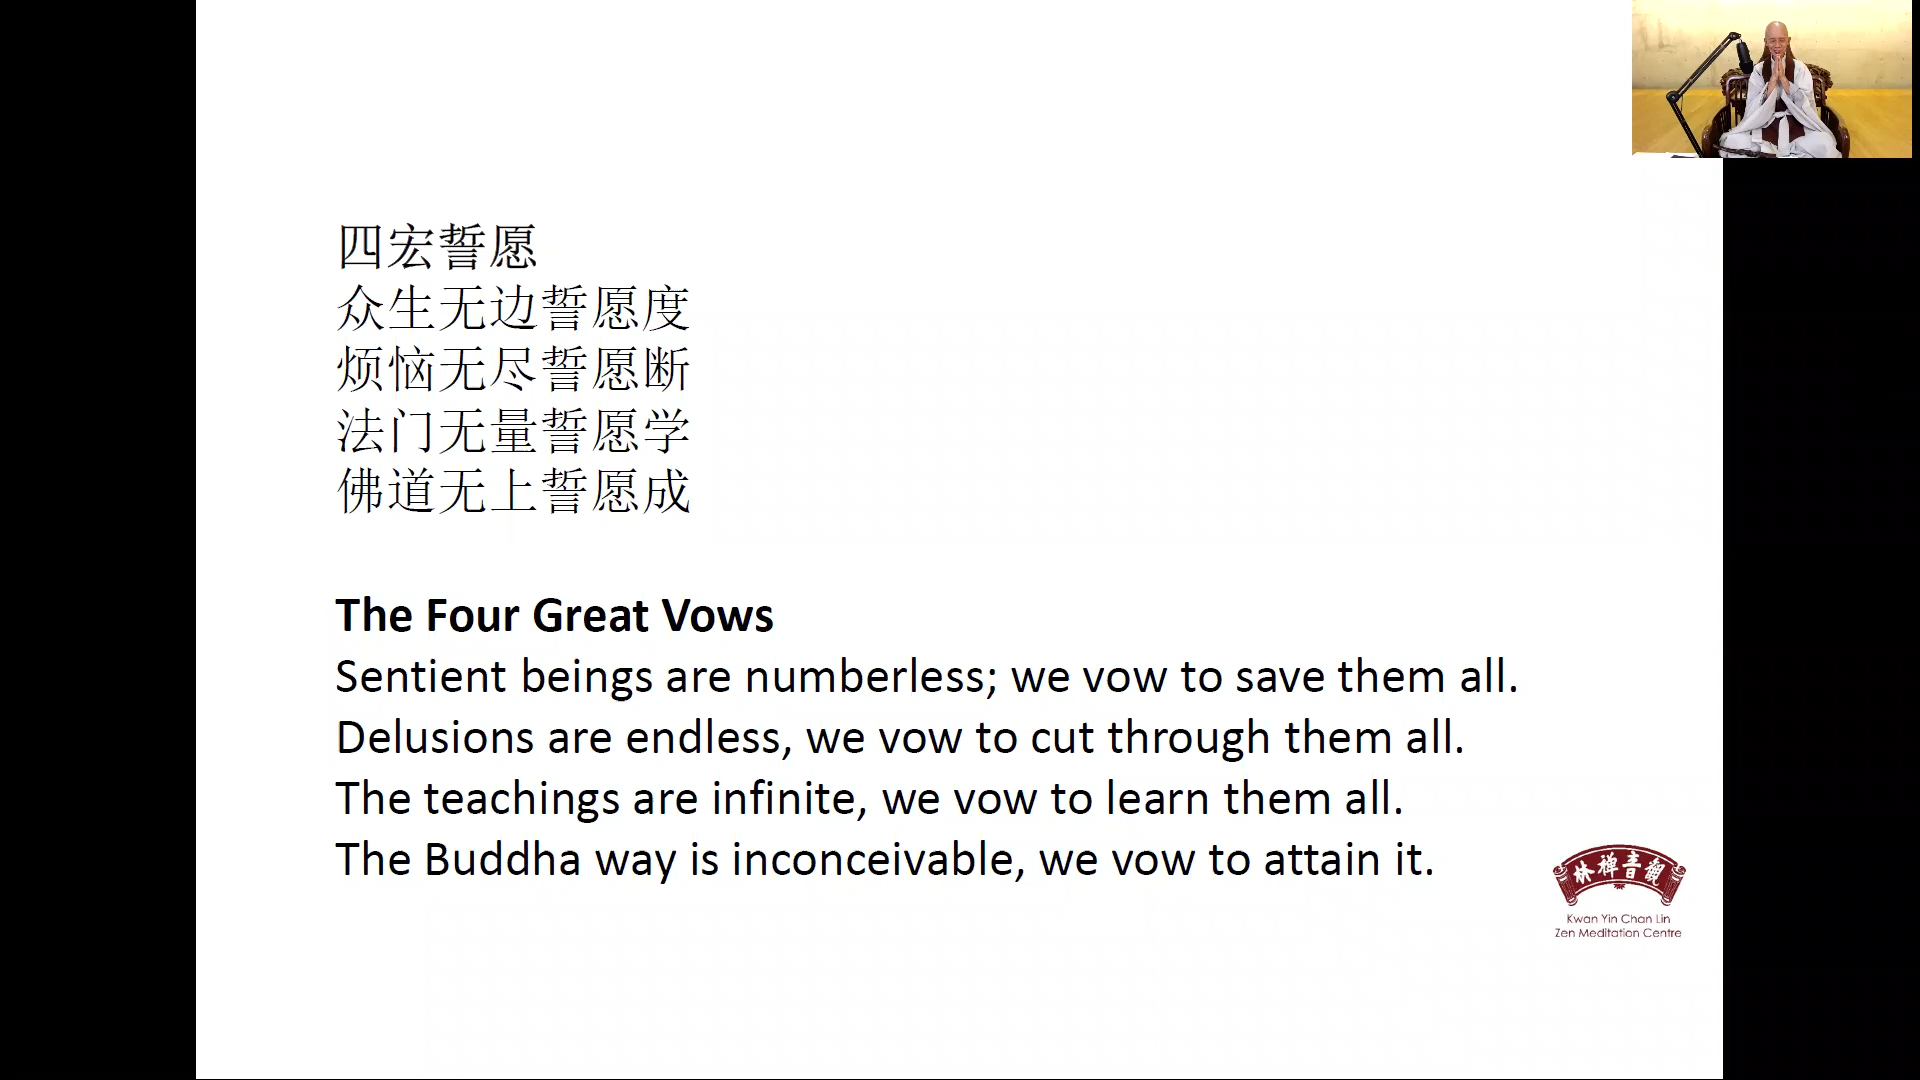 四宏誓愿
众生无边誓愿度
烦恼无尽誓愿断
法门无量誓愿学
佛道无上誓愿成
The Four Great Vows
Sentient beings are numberless; we vow to save them all.
Delusions are endless, we vow to cut through them all.
The teachings are infinite, we vow to learn them all.
The Buddha way is inconceivable, we vow to attain it.
林禅音觀
Kwan Yin Chan Lin
Zen Meditation Centre